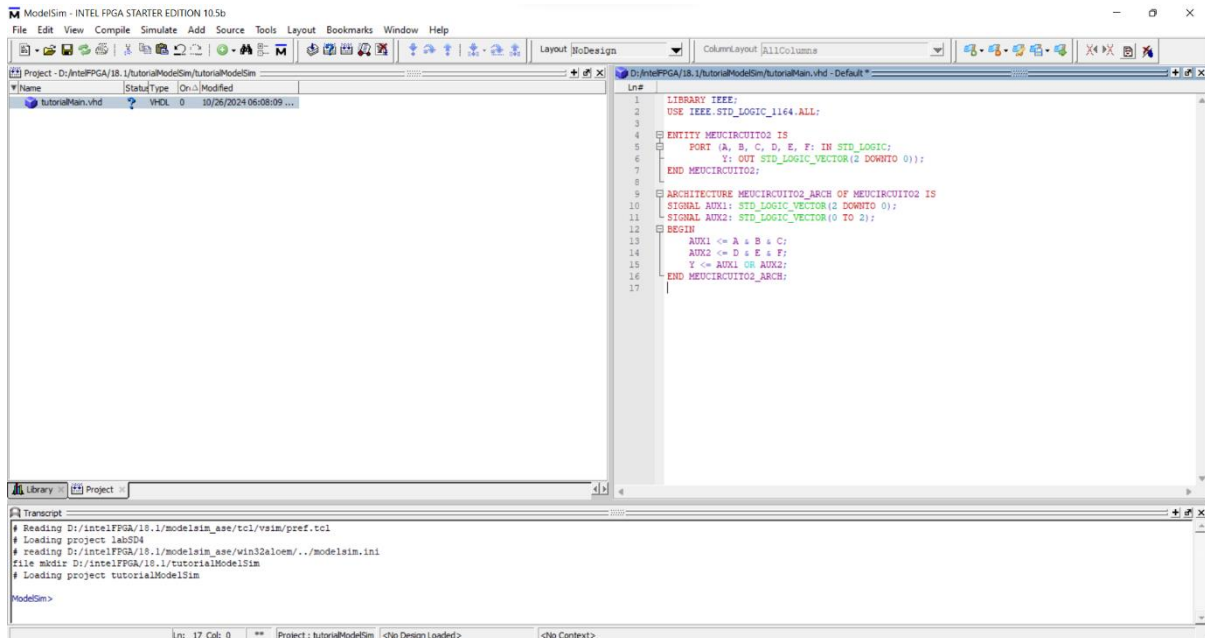 ModelSim - INTEL FPGA STARTER EDITION 10.5b
File Edit View Compile Simulate Add Source Tools Layout Bookmarks Window Help
Layout NoDesign
ColumnLayout AllColumns
Project - D:/intelFPGA/18.1/tutorialModelSim/tutorialModelSim
Name Status Type On Modified
tutorialMain.vhd ? VHDL 0 10/26/2024 06:08:09 ...
Library Project
D:/intelFPGA/18.1/tutorialModelSim/tutorialMain.vhd - Default *
Ln#
1 LIBRARY IEEE;
2 USE IEEE.STD_LOGIC_1164.ALL;
3
4 ENTITY MEUCIRCUITO2 IS
5 PORT (A, B, C, D, E, F: IN STD_LOGIC;
6 Y: OUT STD_LOGIC_VECTOR(2 DOWNTO 0));
7 END MEUCIRCUITO2;
8
9 ARCHITECTURE MEUCIRCUITO2_ARCH OF MEUCIRCUITO2 IS
10 SIGNAL AUX1: STD_LOGIC_VECTOR(2 DOWNTO 0);
11 SIGNAL AUX2: STD_LOGIC_VECTOR(0 TO 2);
12 BEGIN
13 AUX1 <= A & B & C;
14 AUX2 <= D & E & F;
15 Y <= AUX1 OR AUX2;
16 END MEUCIRCUITO2_ARCH;
17
Transcript
# Reading D:/intelFPGA/18.1/modelsim_ase/tcl/vsim/pref.tcl
# Loading project labSD4
# reading D:/intelFPGA/18.1/modelsim_ase/win32aloem/../modelsim.ini
file mkdir D:/intelFPGA/18.1/tutorialModelSim
# Loading project tutorialModelSim
ModelSim>
Ln: 17 Col: 0 ** Project : tutorialModelSim <No Design Loaded> <No Context>